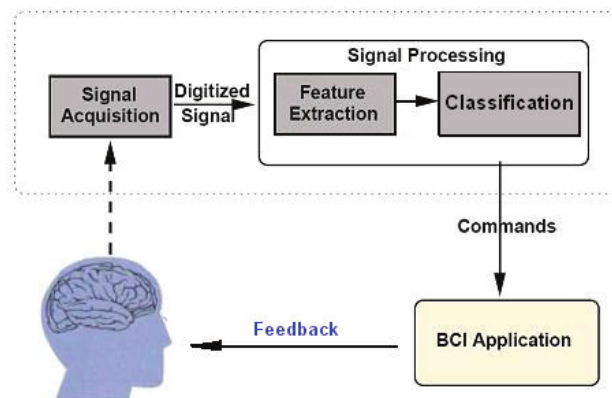 Signal Processing
Signal
Acquisition
Digitized
Signal
Feature
Extraction
Classification
Commands
Feedback
BCI Application